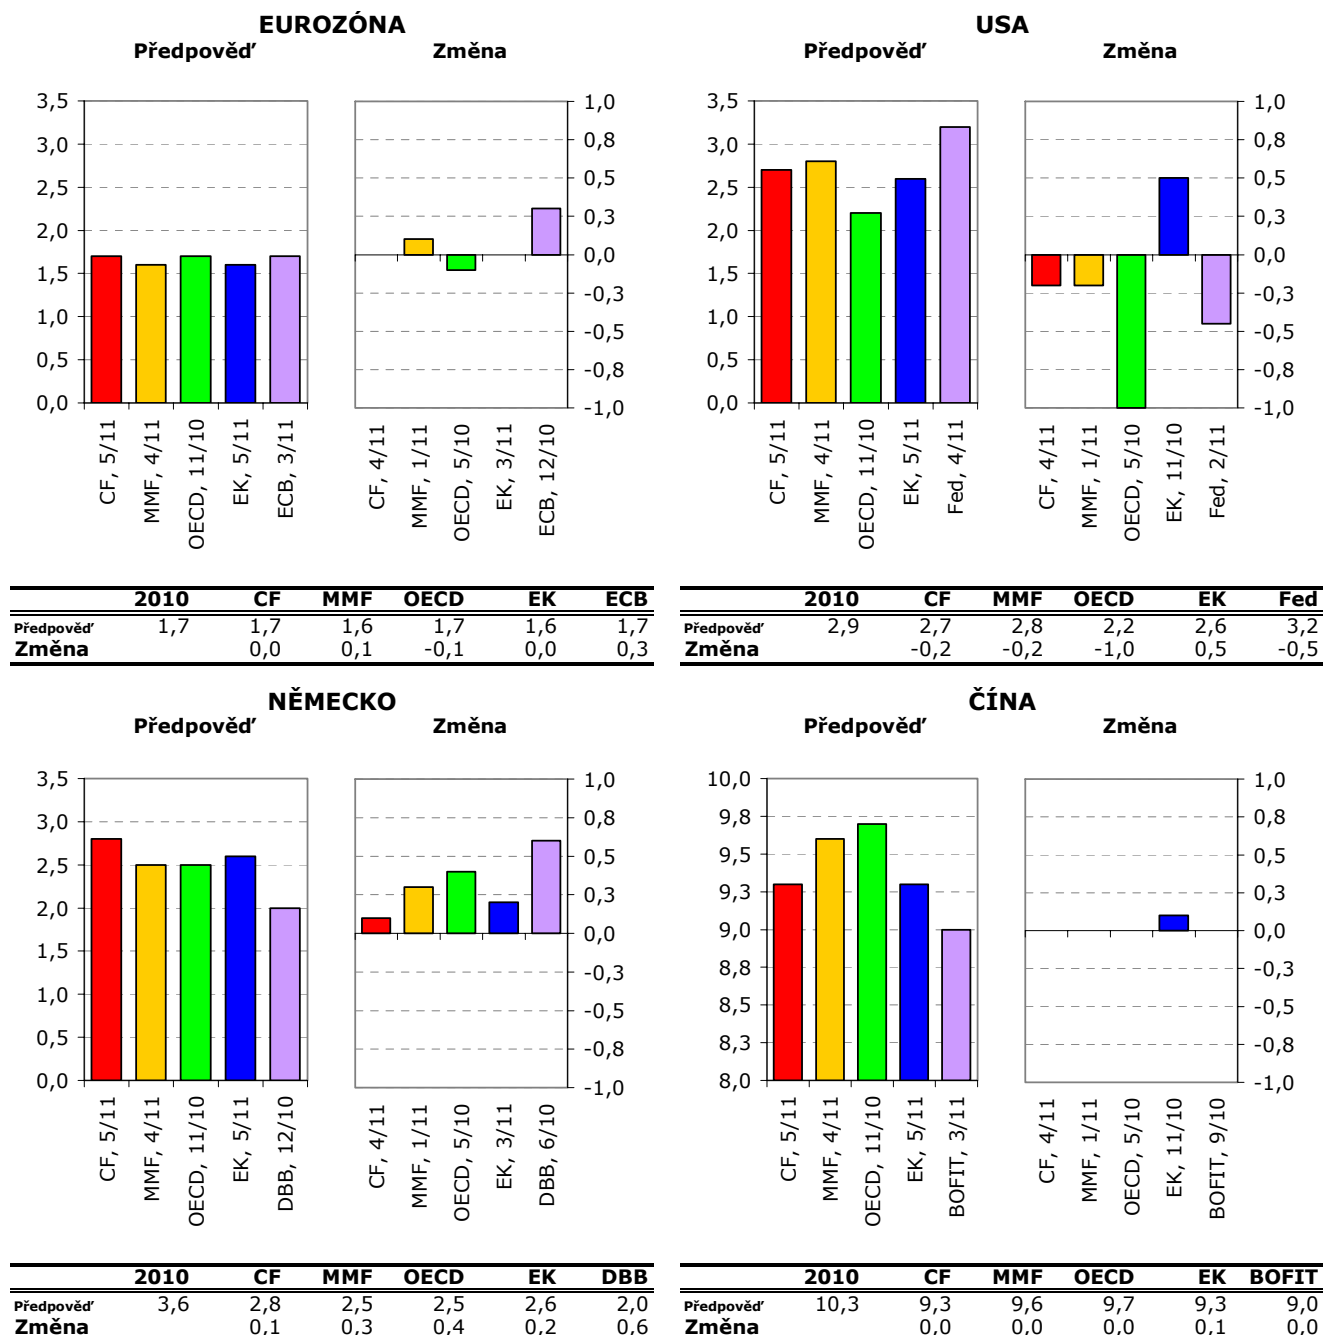 EUROZÓNA
Předpověď Změna
3,5
3,0
2,5
2,0
1,5
1,0
0,5
0,0
1,0
0,8
0,5
0,3
0,0
-0,3
-0,5
-0,8
-1,0
CF, 5/11
MMF, 4/11
OECD, 11/10
EK, 5/11
ECB, 3/11
CF, 4/11
MMF, 1/11
OECD, 5/10
EK, 3/11
ECB, 12/10
2010 CF MMF OECD EK ECB
Předpověď 1,7 1,7 1,6 1,7 1,6 1,7
Změna 0,0 0,1 -0,1 0,0 0,3
USA
Předpověď Změna
3,5
3,0
2,5
2,0
1,5
1,0
0,5
0,0
1,0
0,8
0,5
0,3
0,0
-0,3
-0,5
-0,8
-1,0
CF, 5/11
MMF, 4/11
OECD, 11/10
EK, 5/11
Fed, 4/11
CF, 4/11
MMF, 1/11
OECD, 5/10
EK, 11/10
Fed, 2/11
2010 CF MMF OECD EK Fed
Předpověď 2,9 2,7 2,8 2,2 2,6 3,2
Změna -0,2 -0,2 -1,0 0,5 -0,5
NĚMECKO
Předpověď Změna
3,5
3,0
2,5
2,0
1,5
1,0
0,5
0,0
1,0
0,8
0,5
0,3
0,0
-0,3
-0,5
-0,8
-1,0
CF, 5/11
MMF, 4/11
OECD, 11/10
EK, 5/11
DBB, 12/10
CF, 4/11
MMF, 1/11
OECD, 5/10
EK, 3/11
DBB, 6/10
2010 CF MMF OECD EK DBB
Předpověď 3,6 2,8 2,5 2,5 2,6 2,0
Změna 0,1 0,3 0,4 0,2 0,6
ČÍNA
Předpověď Změna
10,0
9,8
9,5
9,3
9,0
8,8
8,5
8,3
8,0
1,0
0,8
0,5
0,3
0,0
-0,3
-0,5
-0,8
-1,0
CF, 5/11
MMF, 4/11
OECD, 11/10
EK, 5/11
BOFIT, 3/11
CF, 4/11
MMF, 1/11
OECD, 5/10
EK, 11/10
BOFIT, 9/10
2010 CF MMF OECD EK BOFIT
Předpověď 10,3 9,3 9,6 9,7 9,3 9,0
Změna 0,0 0,0 0,0 0,1 0,0